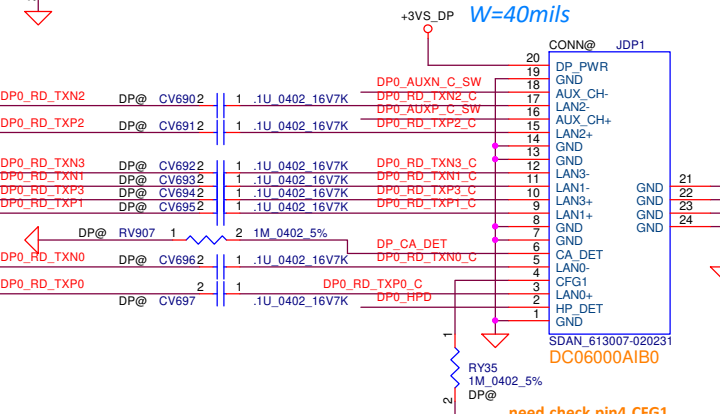 +3VS_DP W=40mils
CONN@ JDP1
20 DP_PWR
19 GND
DP0_AUXN_C_SW 18 AUX_CH-
DP0_RD_TXN2 DP@ CV690 2 1 .1U_0402_16V7K DP0_RD_TXN2_C 17 LAN2-
DP0_AUXP_C_SW 16 AUX_CH+
DP0_RD_TXP2 DP@ CV691 2 1 .1U_0402_16V7K DP0_RD_TXP2_C 15 LAN2+
14 GND
13 GND
DP0_RD_TXN3 DP@ CV692 2 1 .1U_0402_16V7K DP0_RD_TXN3_C 12 LAN3-
DP0_RD_TXN1 DP@ CV693 2 1 .1U_0402_16V7K DP0_RD_TXN1_C 11 LAN1- GND 21
DP0_RD_TXP3 DP@ CV694 2 1 .1U_0402_16V7K DP0_RD_TXP3_C 10 LAN3+ GND 22
DP0_RD_TXP1 DP@ CV695 2 1 .1U_0402_16V7K DP0_RD_TXP1_C 9 LAN1+ GND 23
8 GND GND 24
DP@ RV907 1 2 1M_0402_5% 7 GND
DP_CA_DET 6 CA_DET
DP0_RD_TXN0 DP@ CV696 2 1 .1U_0402_16V7K DP0_RD_TXN0_C 5 LAN0-
4 CFG1
DP0_RD_TXP0 2 1 DP0_RD_TXP0_C 3 LAN0+
DP@ CV697 .1U_0402_16V7K DP0_HPD 2 HP_DET
1 GND
1 SDAN_613007-020231
DC06000AIB0
RY35
1M_0402_5%
2 DP@
need check pin4 CFG1